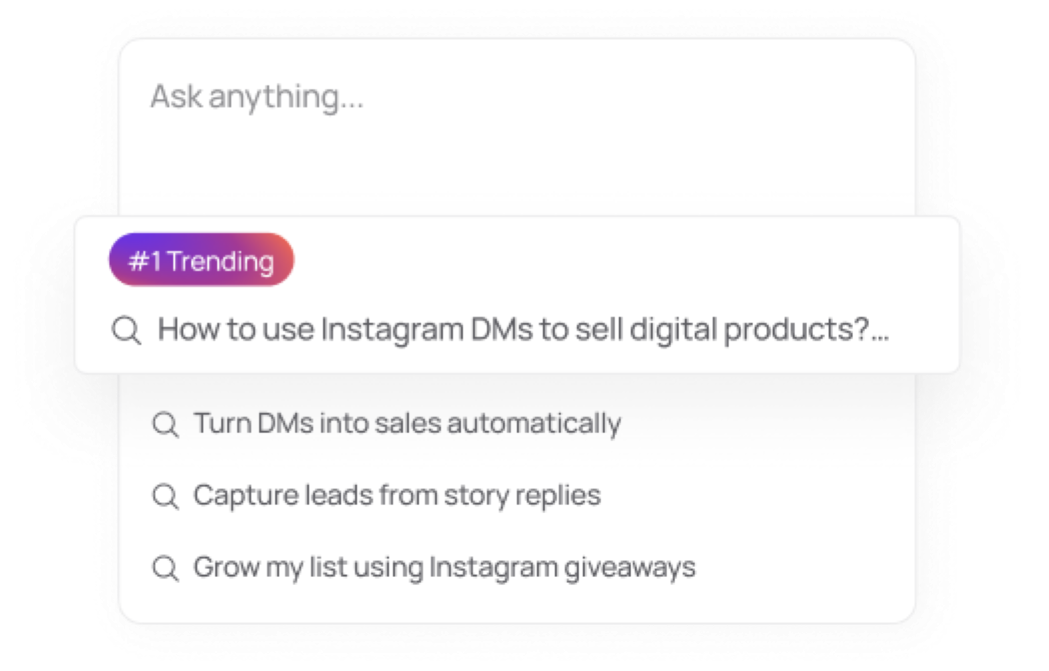 Ask anything...
#1 Trending
How to use Instagram DMs to sell digital products?...
Turn DMs into sales automatically
Capture leads from story replies
Grow my list using Instagram giveaways